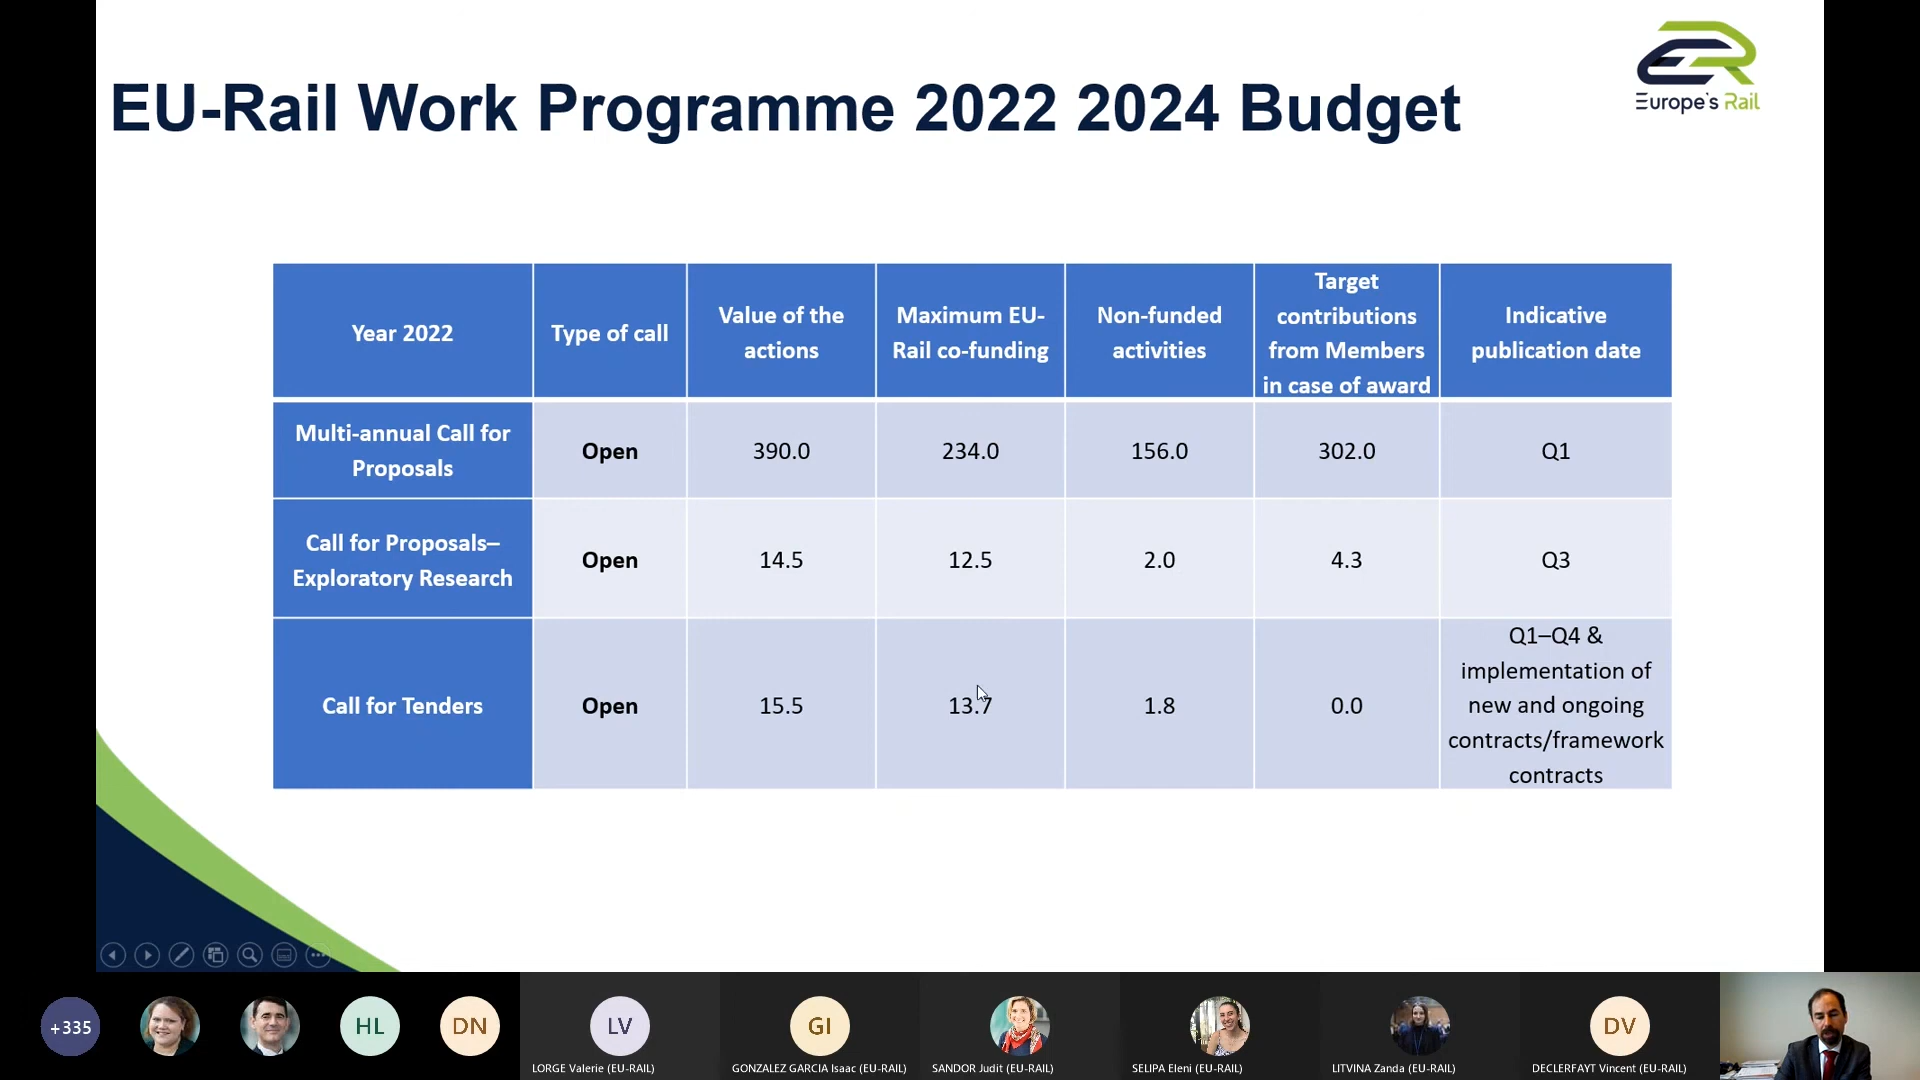 Europe's Rail
EU-Rail Work Programme 2022 2024 Budget
Year 2022
Type of call
Value of the
actions
Maximum EU-
Rail co-funding
Non-funded
activities
Target
contributions
from Members
in case of award
Indicative
publication date
Multi-annual Call for
Proposals
Open
390.0
234.0
156.0
302.0
Q1
Call for Proposals–
Exploratory Research
Open
14.5
12.5
2.0
4.3
Q3
Call for Tenders
Open
15.5
13.7
1.8
0.0
Q1–Q4 &
implementation of
new and ongoing
contracts/framework
contracts
+335
HL
DN
LV
LORGE Valerie (EU-RAIL)
GI
GONZALEZ GARCIA Isaac (EU-RAIL)
SANDOR Judit (EU-RAIL)
SELIPA Eleni (EU-RAIL)
LITVINA Zanda (EU-RAIL)
DV
DECLERFAYT Vincent (EU-RAIL)